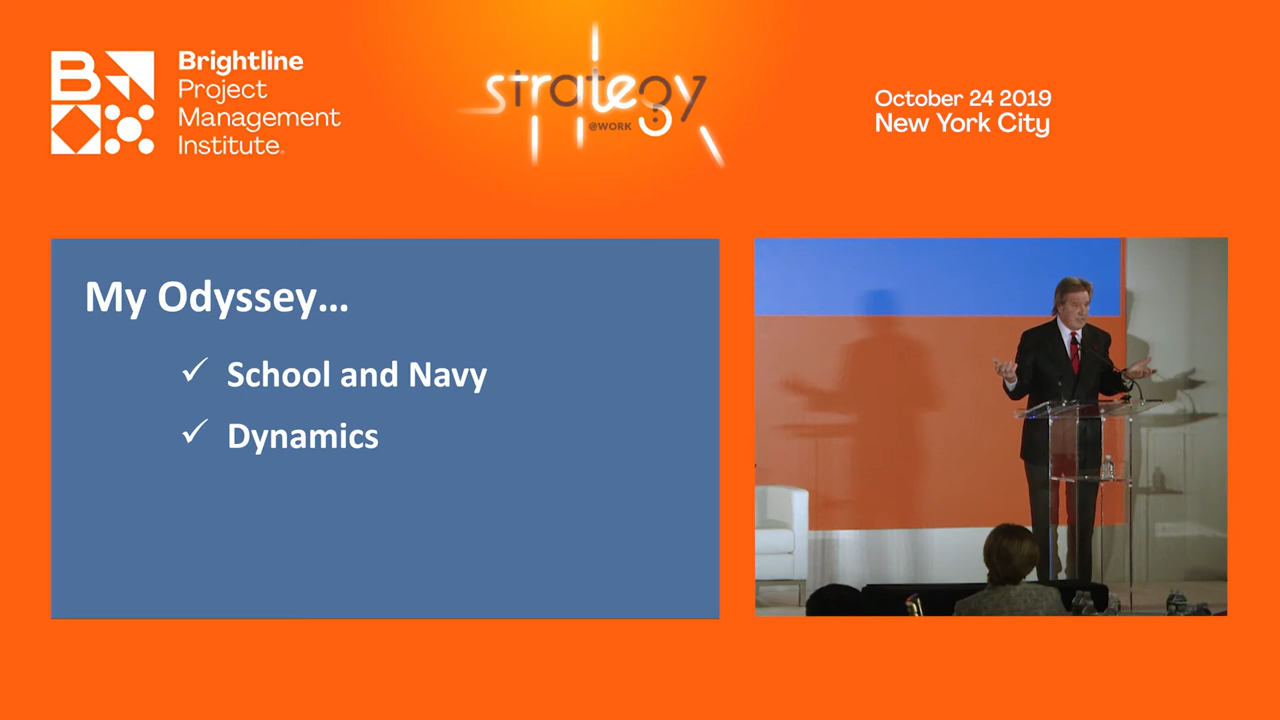 Brightline
Project
Management
Institute.
strategy
@WORK
October 24 2019
New York City
My Odyssey...
✓ School and Navy
✓ Dynamics